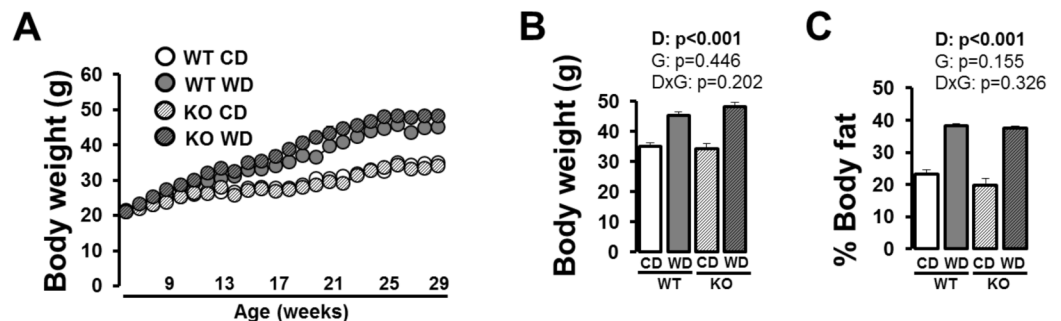 A
WT CD
WT WD
KO CD
KO WD
Body weight (g)
60
50
40
30
20
10
0
9 13 17 21 25 29
Age (weeks)
B
D: p<0.001
G: p=0.446
DxG: p=0.202
Body weight (g)
50
40
30
20
10
0
CD WD CD WD
WT KO
C
D: p<0.001
G: p=0.155
DxG: p=0.326
% Body fat
50
40
30
20
10
0
CD WD CD WD
WT KO